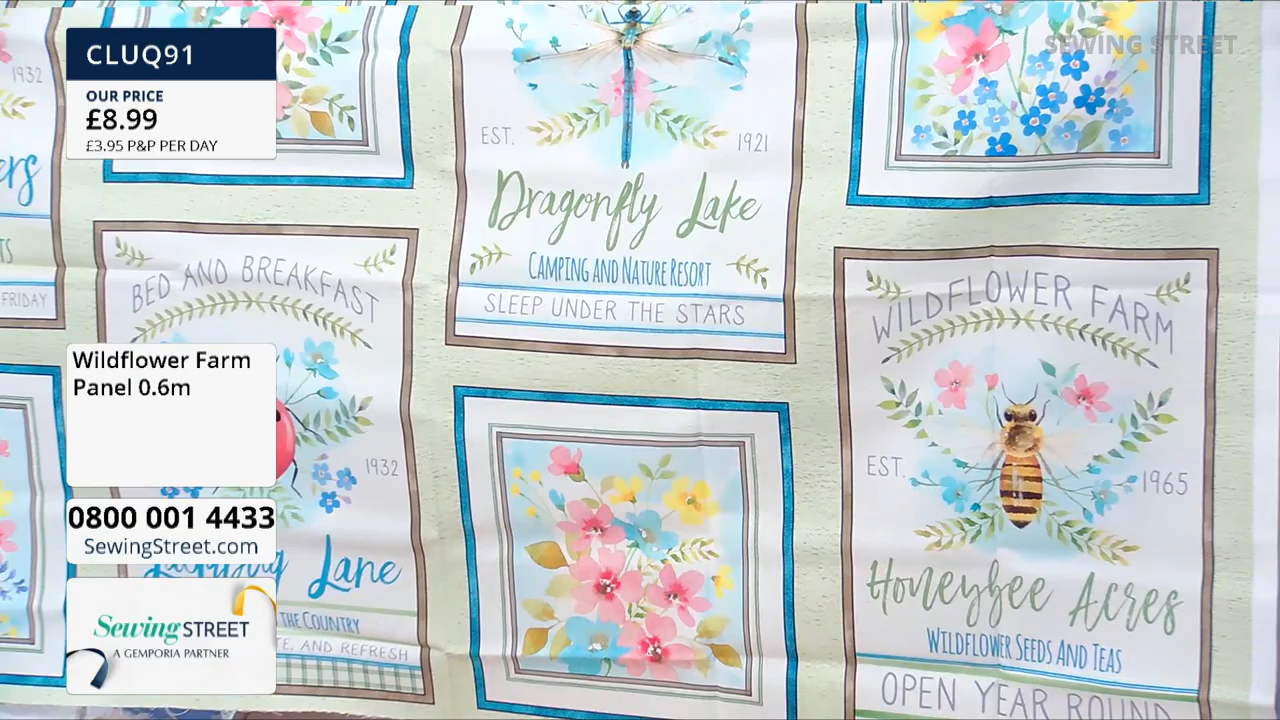 CLUQ91
OUR PRICE
£8.99
£3.95 P&P PER DAY
Wildflower Farm
Panel 0.6m
0800 001 4433
SewingStreet.com
Sewing STREET
A GEMPORIA PARTNER
SEWING STREET
1932
ers
TS
FRIDAY
BED AND BREAKFAST
1932
Lane
THE COUNTRY
TE, AND REFRESH
EST. 1921
Dragonfly Lake
CAMPING AND NATURE RESORT
SLEEP UNDER THE STARS
WILDFLOWER FARM
EST. 1965
Honeybee Acres
WILDFLOWER SEEDS AND TEAS
OPEN YEAR ROUND